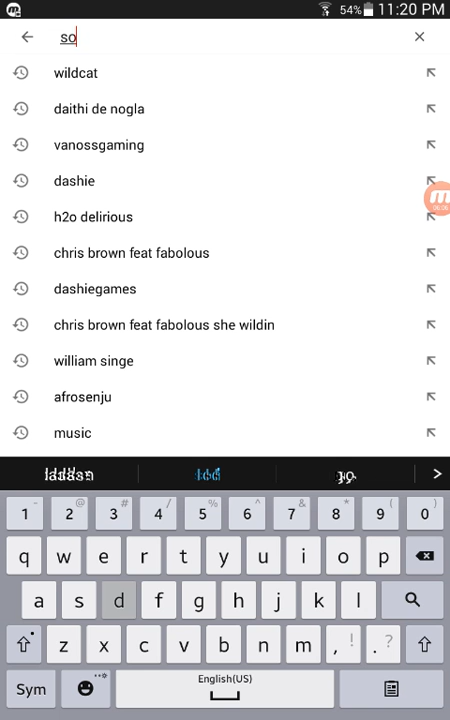 54% 11:20 PM
so
wildcat
daithi de nogla
vanossgaming
dashie
h2o delirious
chris brown feat fabolous
dashiegames
chris brown feat fabolous she wildin
william singe
afrosenju
music
1 - 2 @ 3 # 4 / 5 % 6 ^ 7 & 8 * 9 ( 0 )
q w e r t y u i o p
a s d f g h j k l
z x c v b n m , ! . ?
Sym English(US)